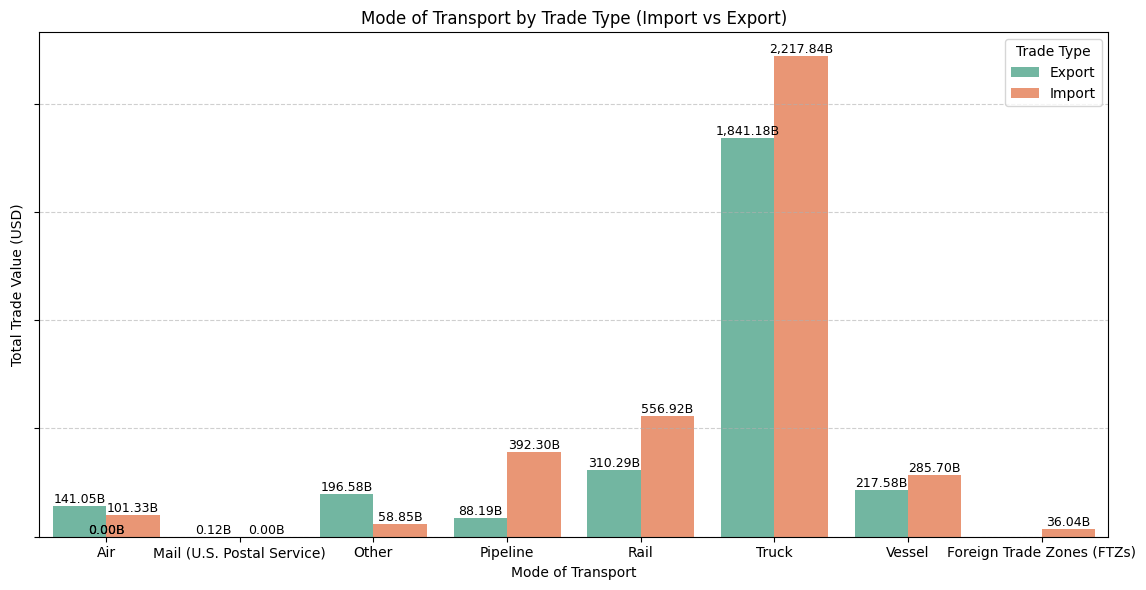 Mode of Transport by Trade Type (Import vs Export)
Total Trade Value (USD)
Trade Type
Export
Import
141.05B
101.33B
0.00B
0.12B
0.00B
196.58B
58.85B
88.19B
392.30B
310.29B
556.92B
1,841.18B
2,217.84B
217.58B
285.70B
36.04B
Air
Mail (U.S. Postal Service)
Other
Pipeline
Rail
Truck
Vessel
Foreign Trade Zones (FTZs)
Mode of Transport